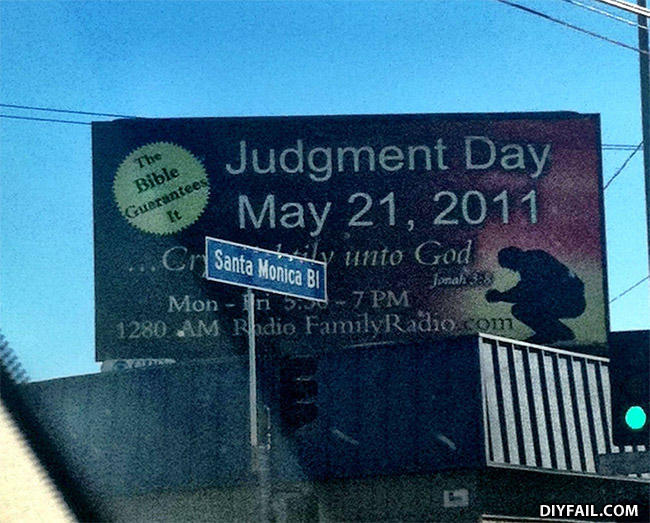 The
Bible
Guarantees
It
Judgment Day
May 21, 2011
...Cry unto God
Jonah 3:8
Santa Monica Bl
Mon - Fri - 7 PM
1280 AM Radio FamilyRadio.com
DIYFAIL.COM